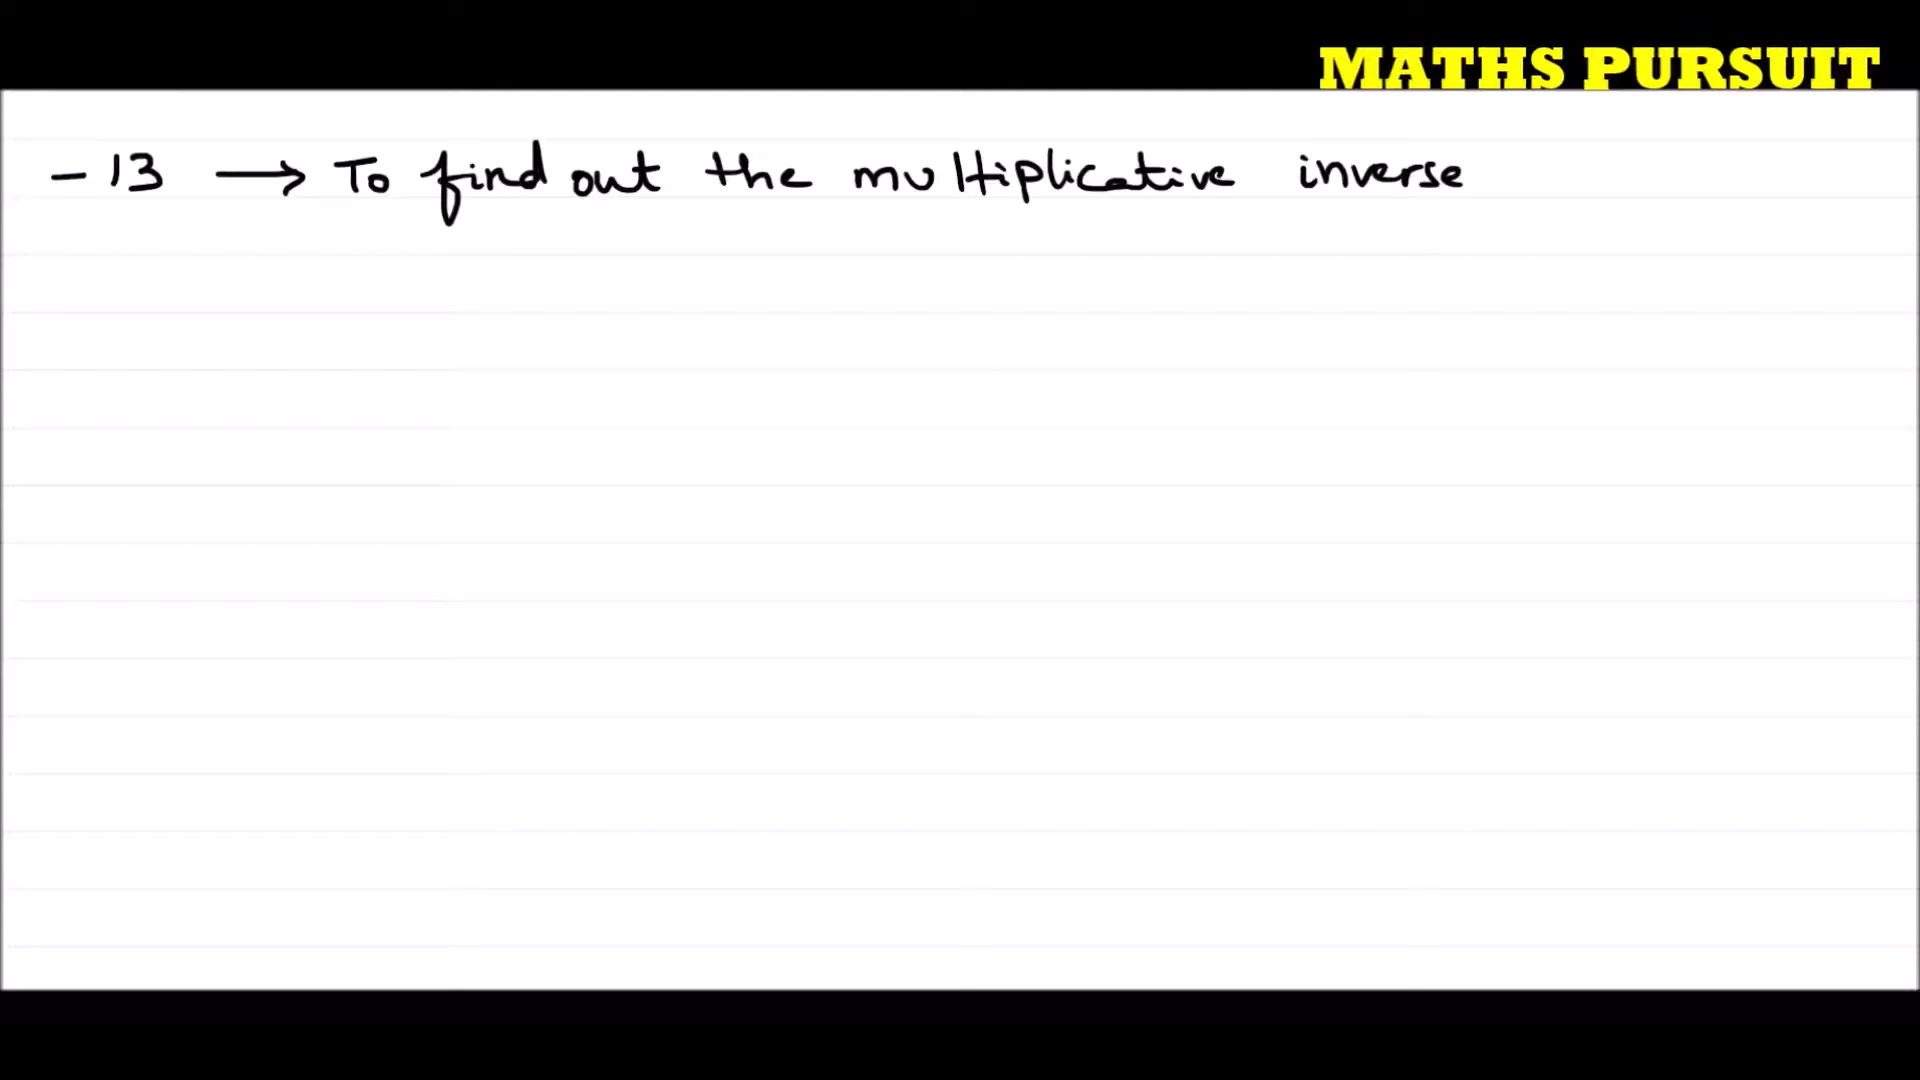 MATHS PURSUIT
- 13 → To find out the multiplicative inverse